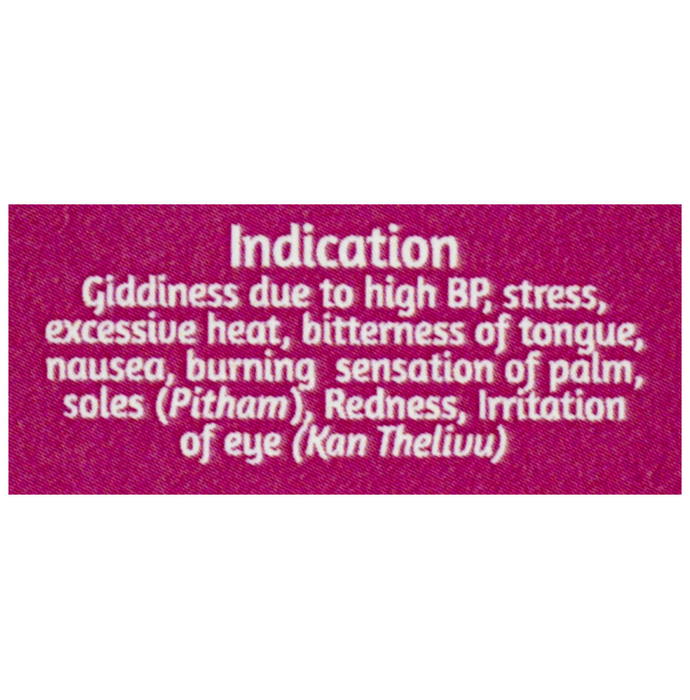 Indication
Giddiness due to high BP, stress,
excessive heat, bitterness of tongue,
nausea, burning sensation of palm,
soles (Pitham), Redness, Irritation
of eye (Kan Thelivu)